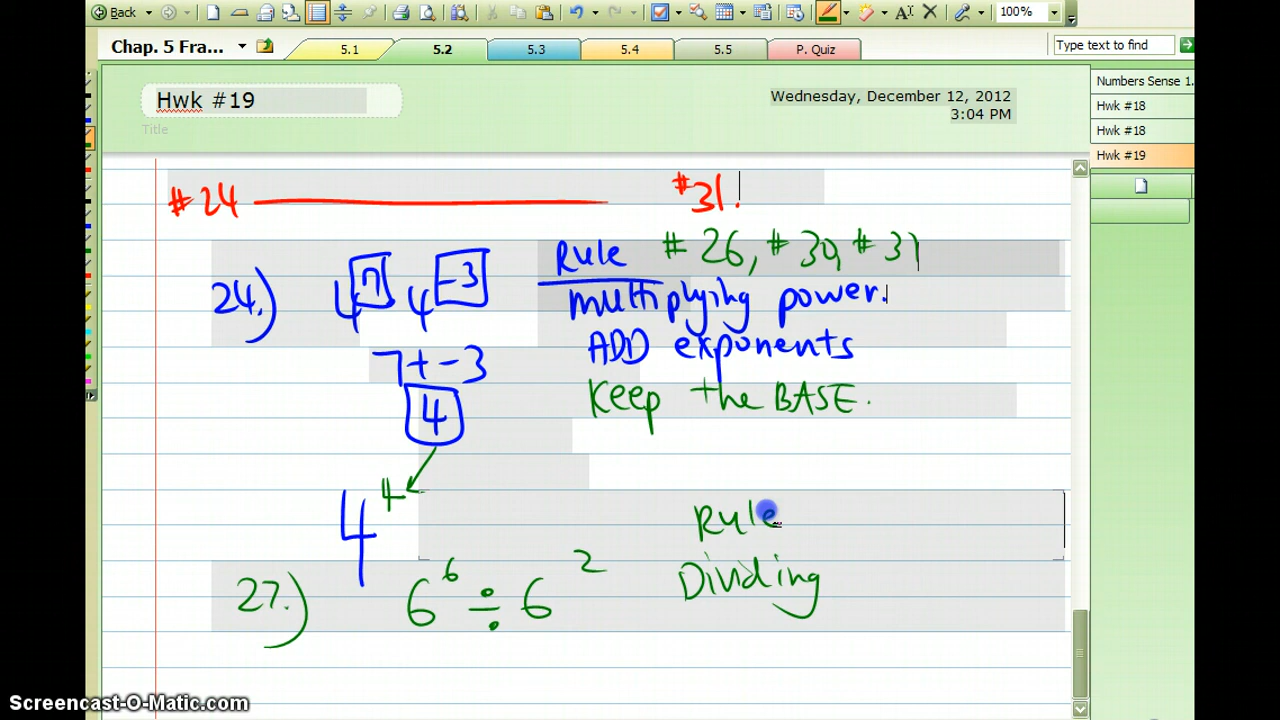 Back 100%
Chap. 5 Fra... 5.1 5.2 5.3 5.4 5.5 P. Quiz Type text to find
Numbers Sense 1.
Hwk #18
Hwk #18
Hwk #19
Hwk #19
Title
Wednesday, December 12, 2012
3:04 PM
#24 #31.
Rule #26, #30, #31
24.) 4^7 4^-3 multiplying power.
7+-3 ADD exponents
4 Keep the BASE.
4^4
Rule
27.) 6^6 ÷ 6^2 Dividing
Screencast-O-Matic.com